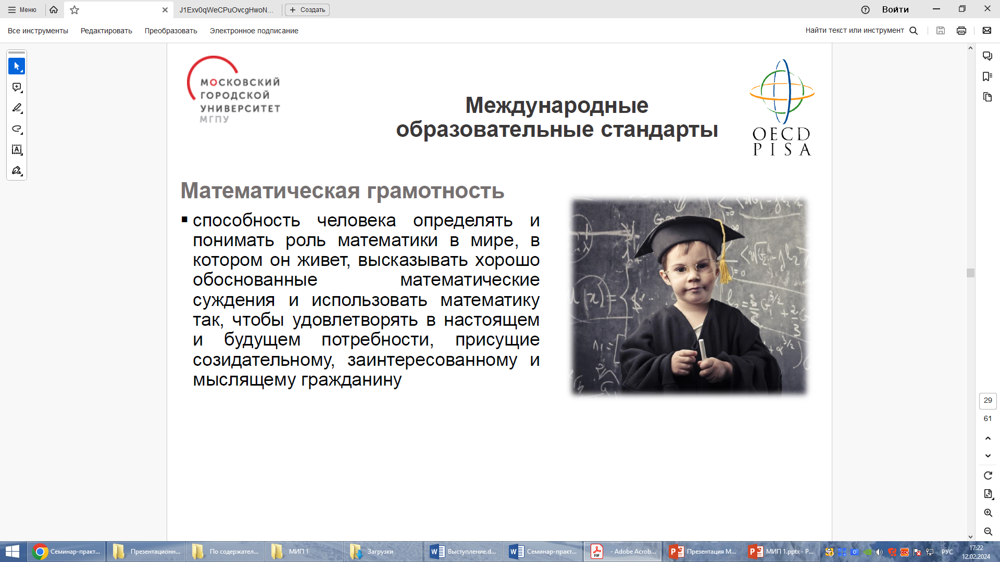 Меню
J1Exv0qWeCPuOvcgHwoN...
Создать
Войти
Все инструменты Редактировать Преобразовать Электронное подписание
Найти текст или инструмент
МОСКОВСКИЙ
ГОРОДСКОЙ
УНИВЕРСИТЕТ
МГПУ
Международные
образовательные стандарты
OECD
PISA
Математическая грамотность
способность человека определять и
понимать роль математики в мире, в
котором он живет, высказывать хорошо
обоснованные математические
суждения и использовать математику
так, чтобы удовлетворять в настоящем
и будущем потребности, присущие
созидательному, заинтересованному и
мыслящему гражданину
29
61
Семинар-практ...
Презентационн...
По содержател...
МИП 1
Загрузки
Выступление.d...
Семинар-практ...
- Adobe Acrob...
Презентация М...
МИП 1.pptx - P...
РУС
17:22
12.02.2024